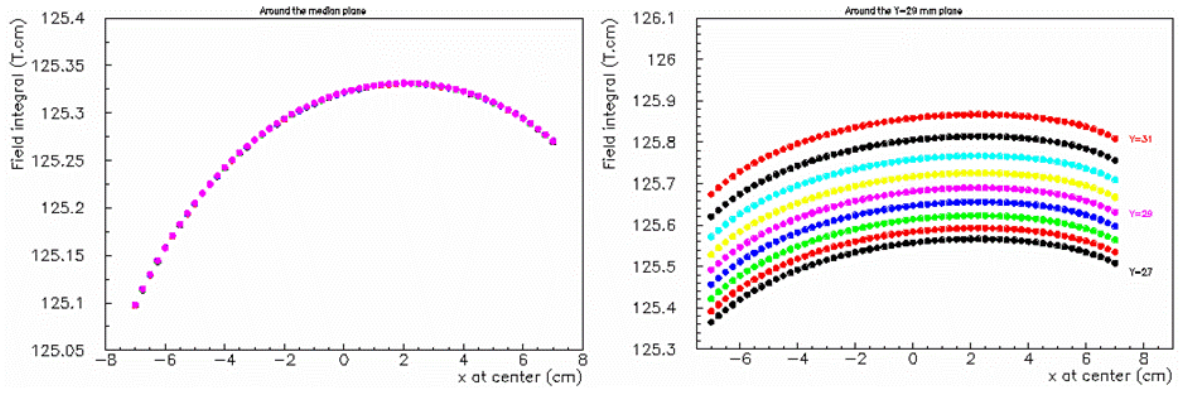 Around the median plane
Field integral (T.cm)
125.4
125.35
125.3
125.25
125.2
125.15
125.1
125.05
−8 −6 −4 −2 0 2 4 6 8
x at center (cm)
Around the Y=29 mm plane
Field integral (T.cm)
126.1
126
125.9
125.8
125.7
125.6
125.5
125.4
125.3
Y=31
Y=29
Y=27
−6 −4 −2 0 2 4 6
x at center (cm)